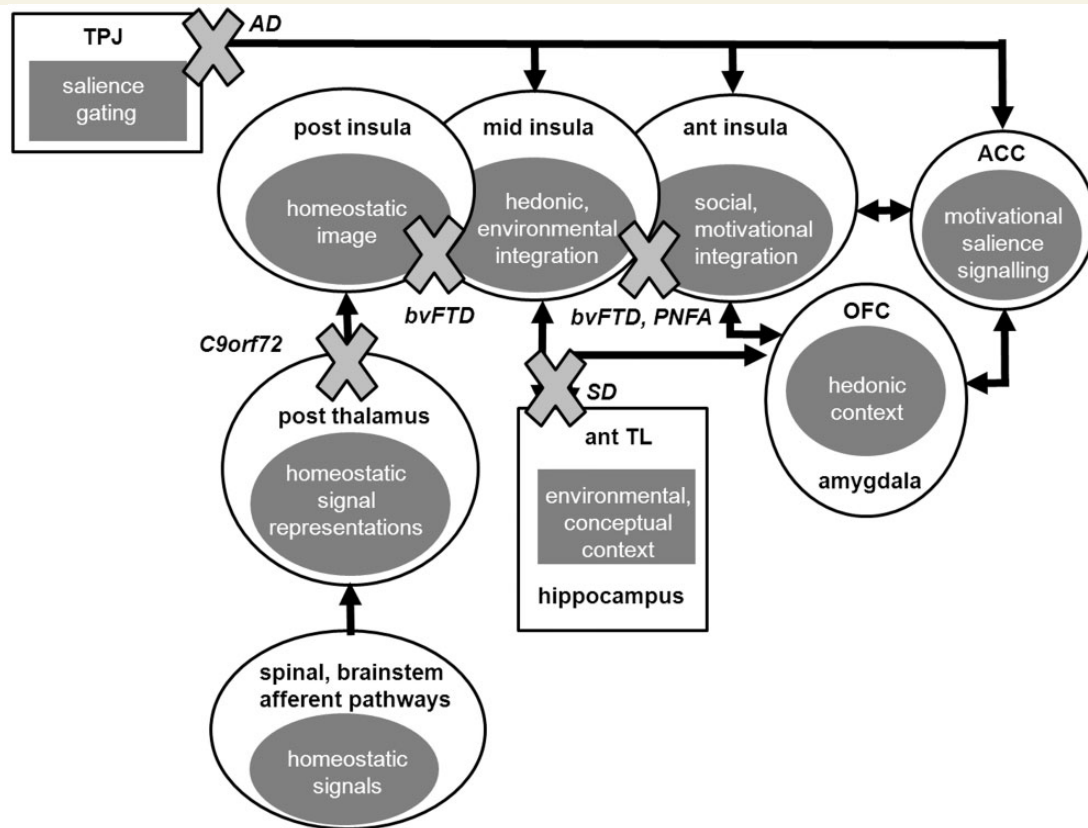 TPJ
salience
gating
AD
post insula
homeostatic
image
mid insula
hedonic,
environmental
integration
ant insula
social,
motivational
integration
ACC
motivational
salience
signalling
bvFTD
bvFTD, PNFA
C9orf72
OFC
hedonic
context
amygdala
SD
post thalamus
homeostatic
signal
representations
ant TL
environmental,
conceptual
context
hippocampus
spinal, brainstem
afferent pathways
homeostatic
signals